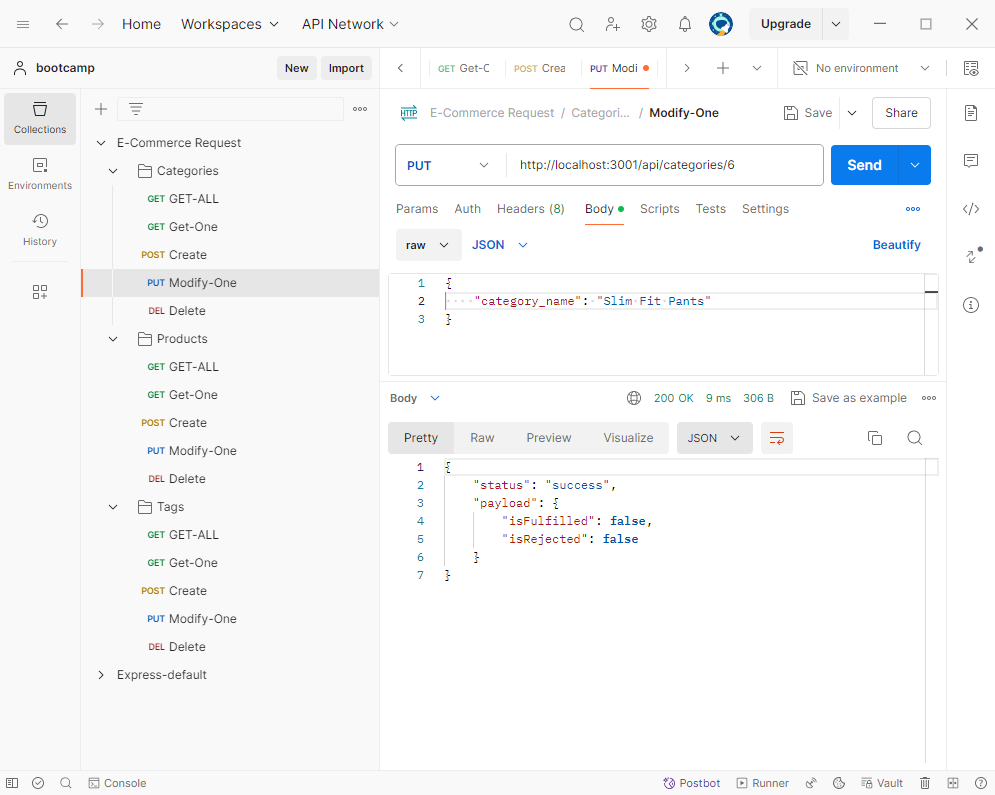 Home Workspaces API Network Upgrade
bootcamp New Import GET Get-C POST Crea PUT Modi No environment
Collections
Environments
History
E-Commerce Request
Categories
GET GET-ALL
GET Get-One
POST Create
PUT Modify-One
DEL Delete
Products
GET GET-ALL
GET Get-One
POST Create
PUT Modify-One
DEL Delete
Tags
GET GET-ALL
GET Get-One
POST Create
PUT Modify-One
DEL Delete
Express-default
HTTP E-Commerce Request / Categori... / Modify-One Save Share
PUT http://localhost:3001/api/categories/6 Send
Params Auth Headers (8) Body Scripts Tests Settings
raw JSON Beautify
1 {
2 "category_name": "Slim Fit Pants"
3 }
Body 200 OK 9 ms 306 B Save as example
Pretty Raw Preview Visualize JSON
1 {
2 "status": "success",
3 "payload": {
4 "isFulfilled": false,
5 "isRejected": false
6 }
7 }
Console Postbot Runner Vault